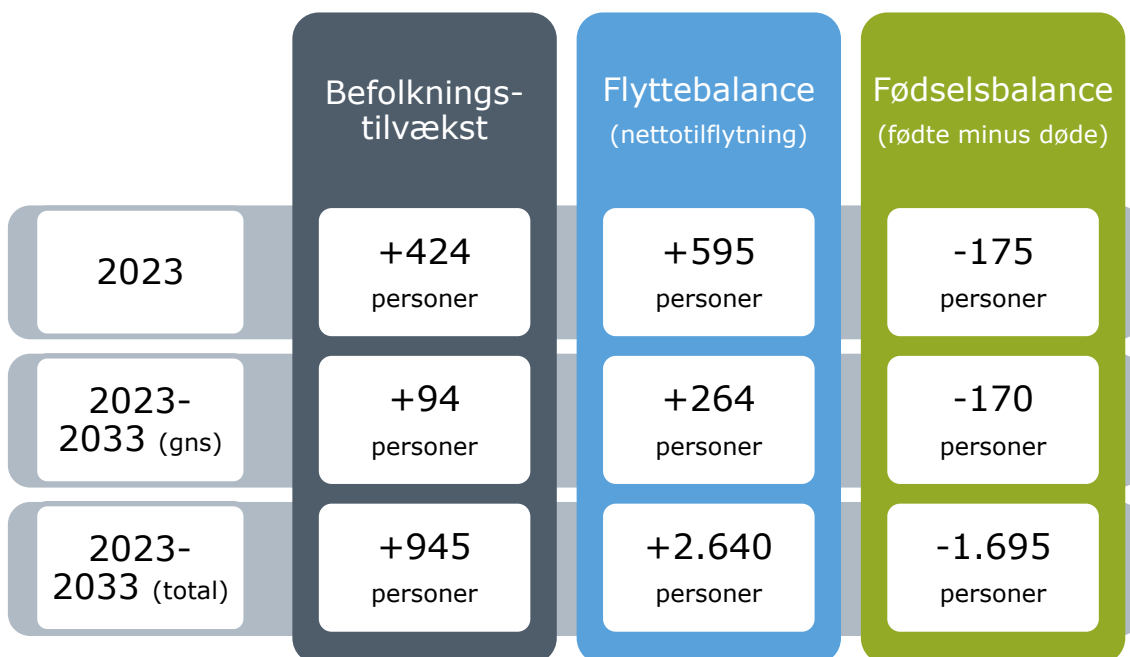 Befolknings-
tilvækst
Flyttebalance
(nettotilflytning)
Fødselsbalance
(fødte minus døde)
2023
+424
personer
+595
personer
-175
personer
2023-
2033 (gns)
+94
personer
+264
personer
-170
personer
2023-
2033 (total)
+945
personer
+2.640
personer
-1.695
personer